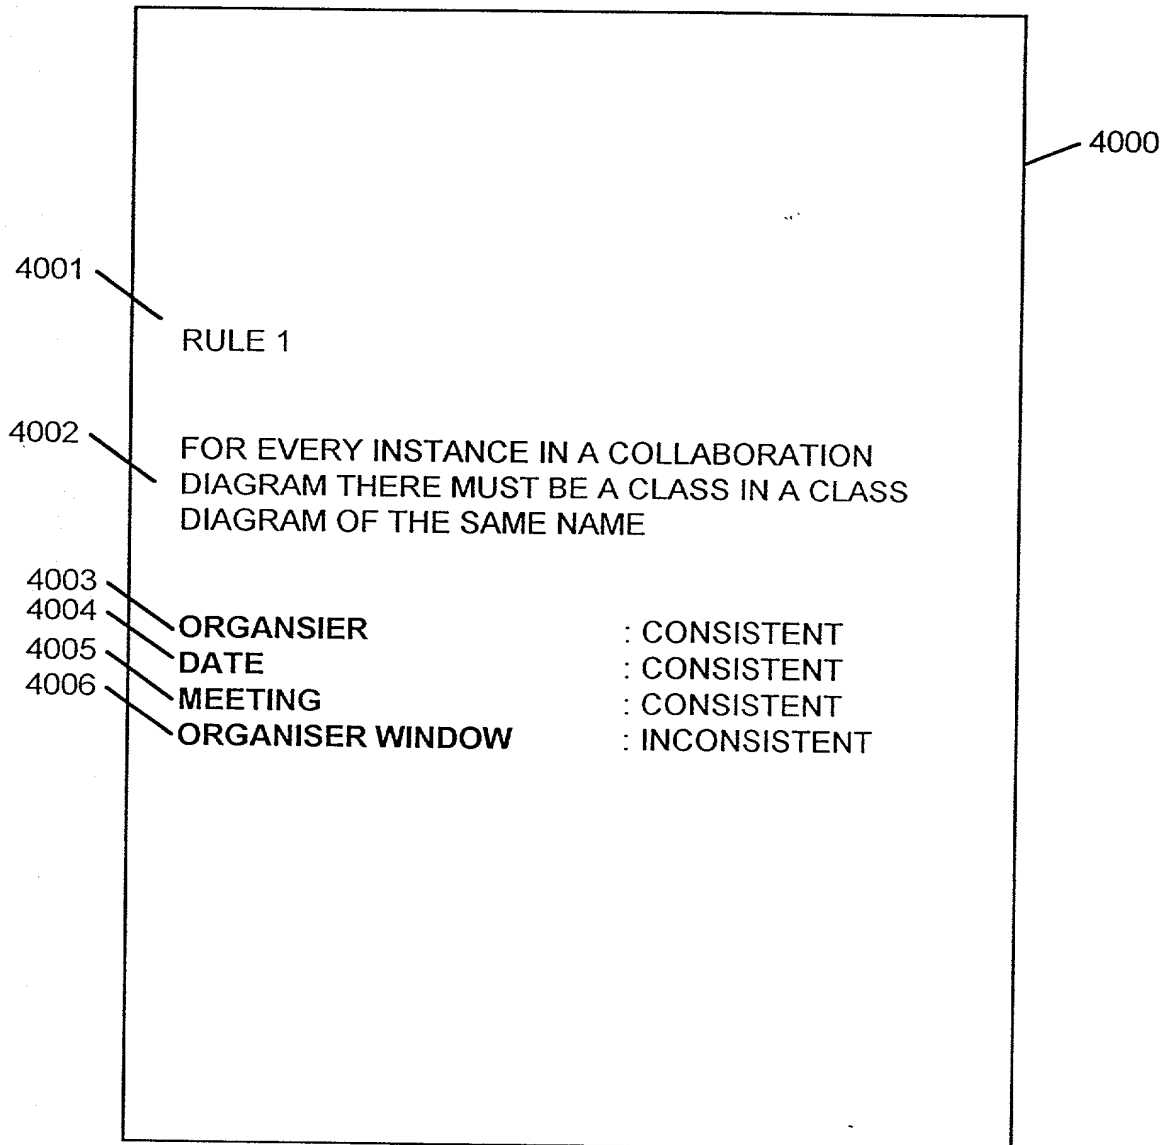 4000
4001
RULE 1
4002
FOR EVERY INSTANCE IN A COLLABORATION
DIAGRAM THERE MUST BE A CLASS IN A CLASS
DIAGRAM OF THE SAME NAME
4003
4004
4005
4006
ORGANSIER : CONSISTENT
DATE : CONSISTENT
MEETING : CONSISTENT
ORGANISER WINDOW : INCONSISTENT